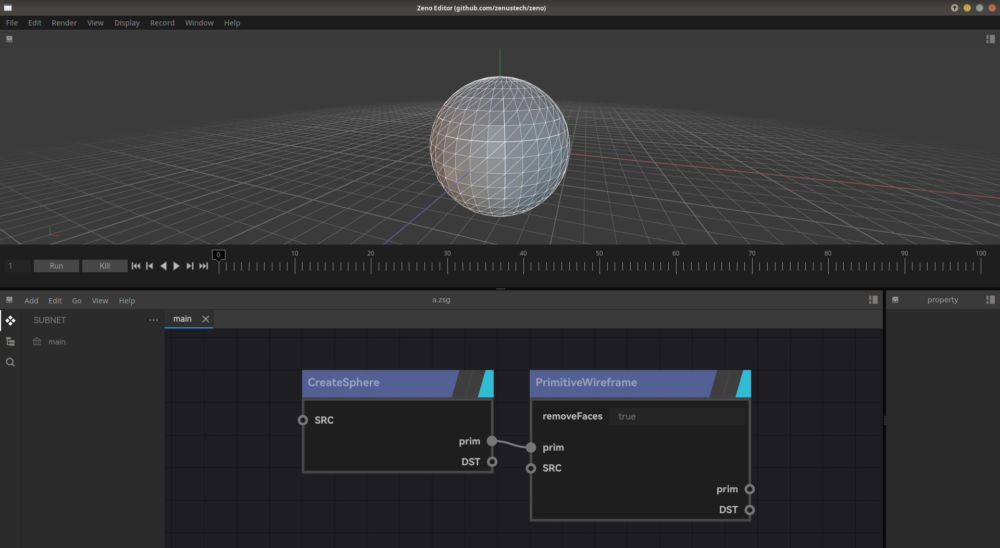 Zeno Editor (github.com/zenustech/zeno)
File Edit Render View Display Record Window Help
0 10 20 30 40 50 60 70 80 90 100
1 Run Kill
Add Edit Go View Help a.zsg property
SUBNET main
main
CreateSphere
SRC
prim
DST
PrimitiveWireframe
removeFaces true
prim
SRC
prim
DST